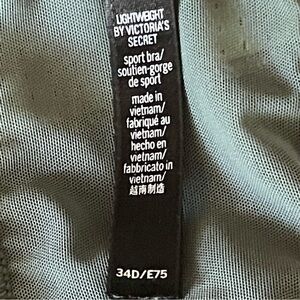 LIGHTWEIGHT
BY VICTORIA'S
SECRET
sport bra/
soutien-gorge
de sport
made in
vietnam/
fabriqué au
vietnam/
hecho en
vietnam/
fabbricato in
vietnam/
越南制造
34D/E75